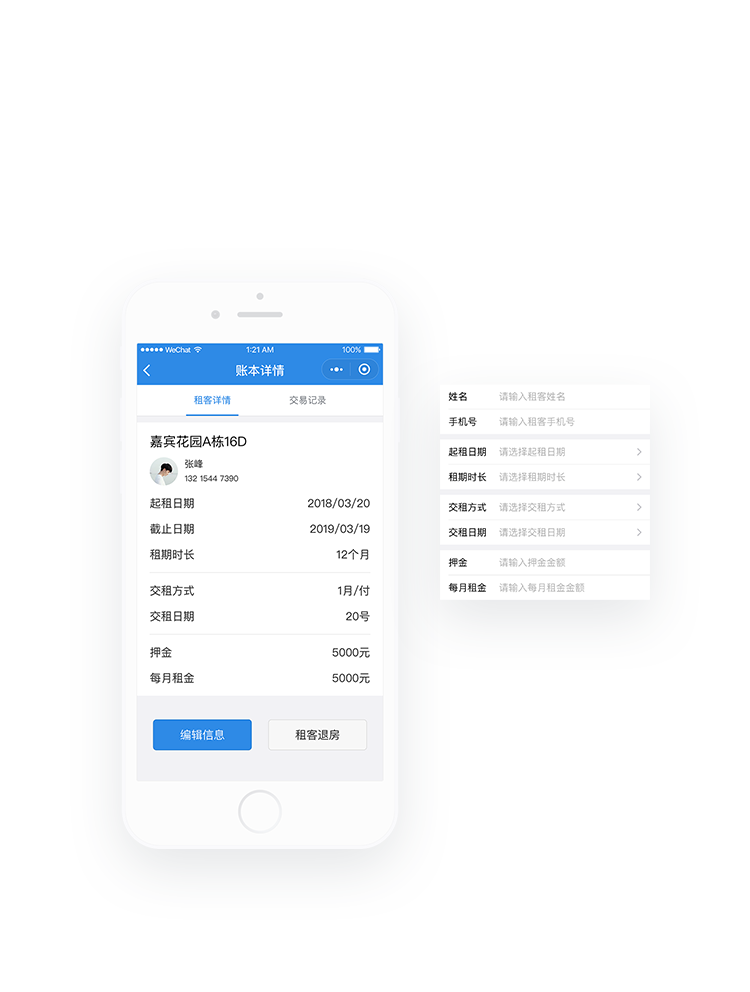 WeChat 1:21 AM 100%
账本详情
租客详情 交易记录
嘉宾花园A栋16D
张峰
132 1544 7390
起租日期 2018/03/20
截止日期 2019/03/19
租期时长 12个月
交租方式 1月/付
交租日期 20号
押金 5000元
每月租金 5000元
编辑信息 租客退房
姓名 请输入租客姓名
手机号 请输入租客手机号
起租日期 请选择起租日期
租期时长 请选择租期时长
交租方式 请选择交租方式
交租日期 请选择交租日期
押金 请输入押金金额
每月租金 请输入每月租金金额